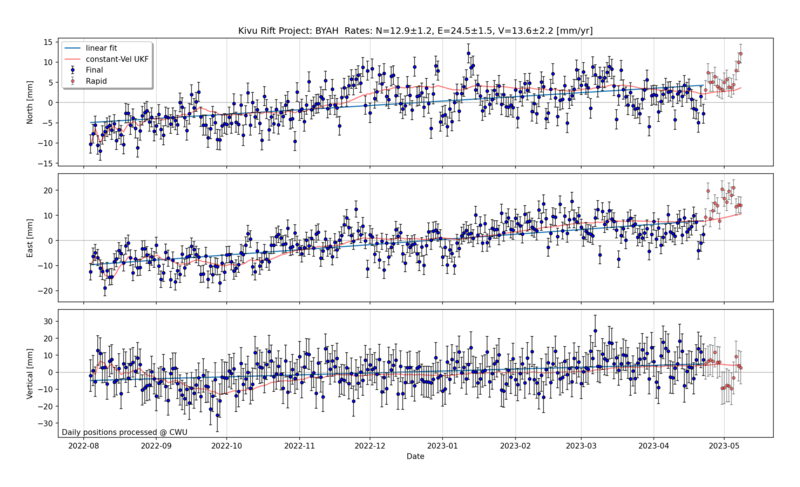 Kivu Rift Project: BYAH  Rates: N=12.9±1.2, E=24.5±1.5, V=13.6±2.2 [mm/yr]
linear fit
constant-Vel UKF
Final
Rapid
North [mm]
15
10
5
0
−5
−10
−15
East [mm]
20
10
0
−10
−20
Vertical [mm]
30
20
10
0
−10
−20
−30
Daily positions processed @ CWU
2022-08 2022-09 2022-10 2022-11 2022-12 2023-01 2023-02 2023-03 2023-04 2023-05
Date